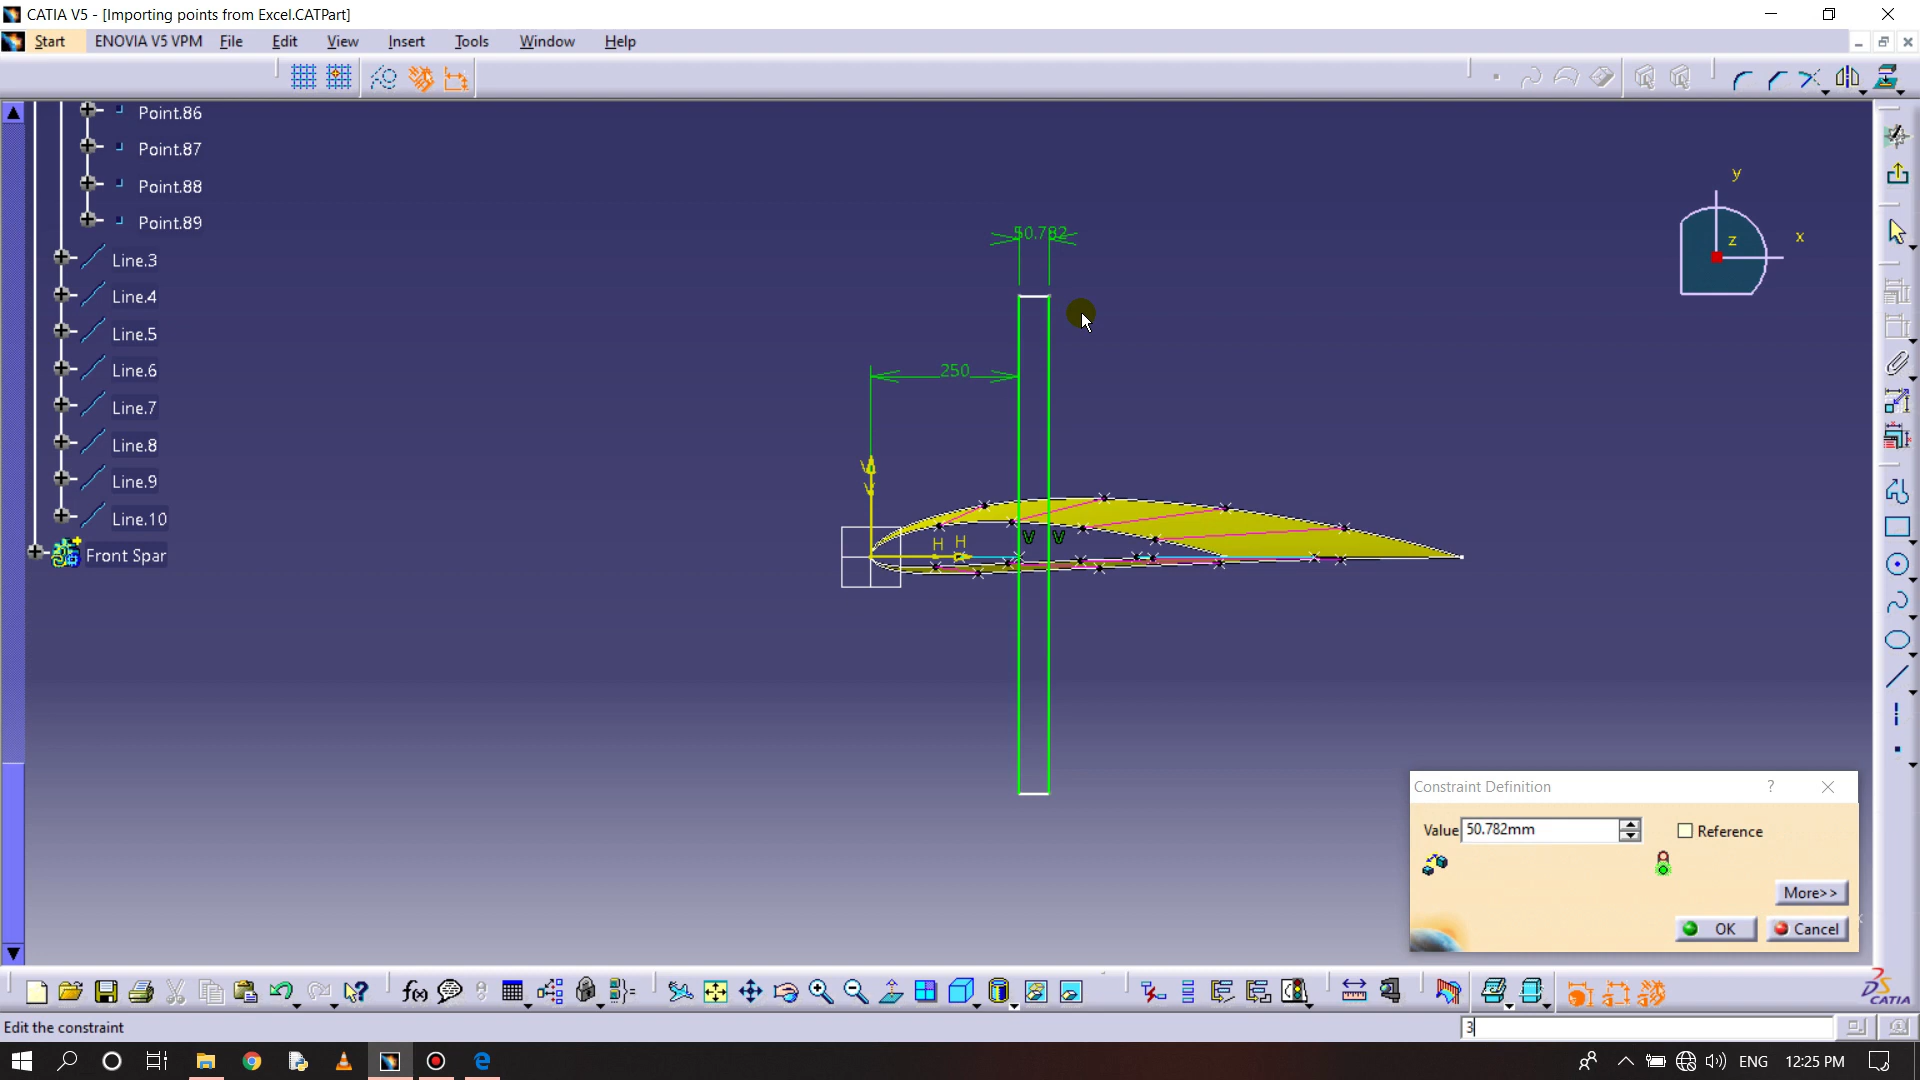 CATIA V5 - [Importing points from Excel.CATPart]
Start ENOVIA V5 VPM File Edit View Insert Tools Window Help
Point.86
Point.87
Point.88
Point.89
Line.3
Line.4
Line.5
Line.6
Line.7
Line.8
Line.9
Line.10
Front Spar
50.782
250
V
V
H H
V V
y
x
z
Constraint Definition ?
Value 50.782mm Reference
More>>
OK Cancel
f(x)
CATIA
Edit the constraint 3
ENG 12:25 PM